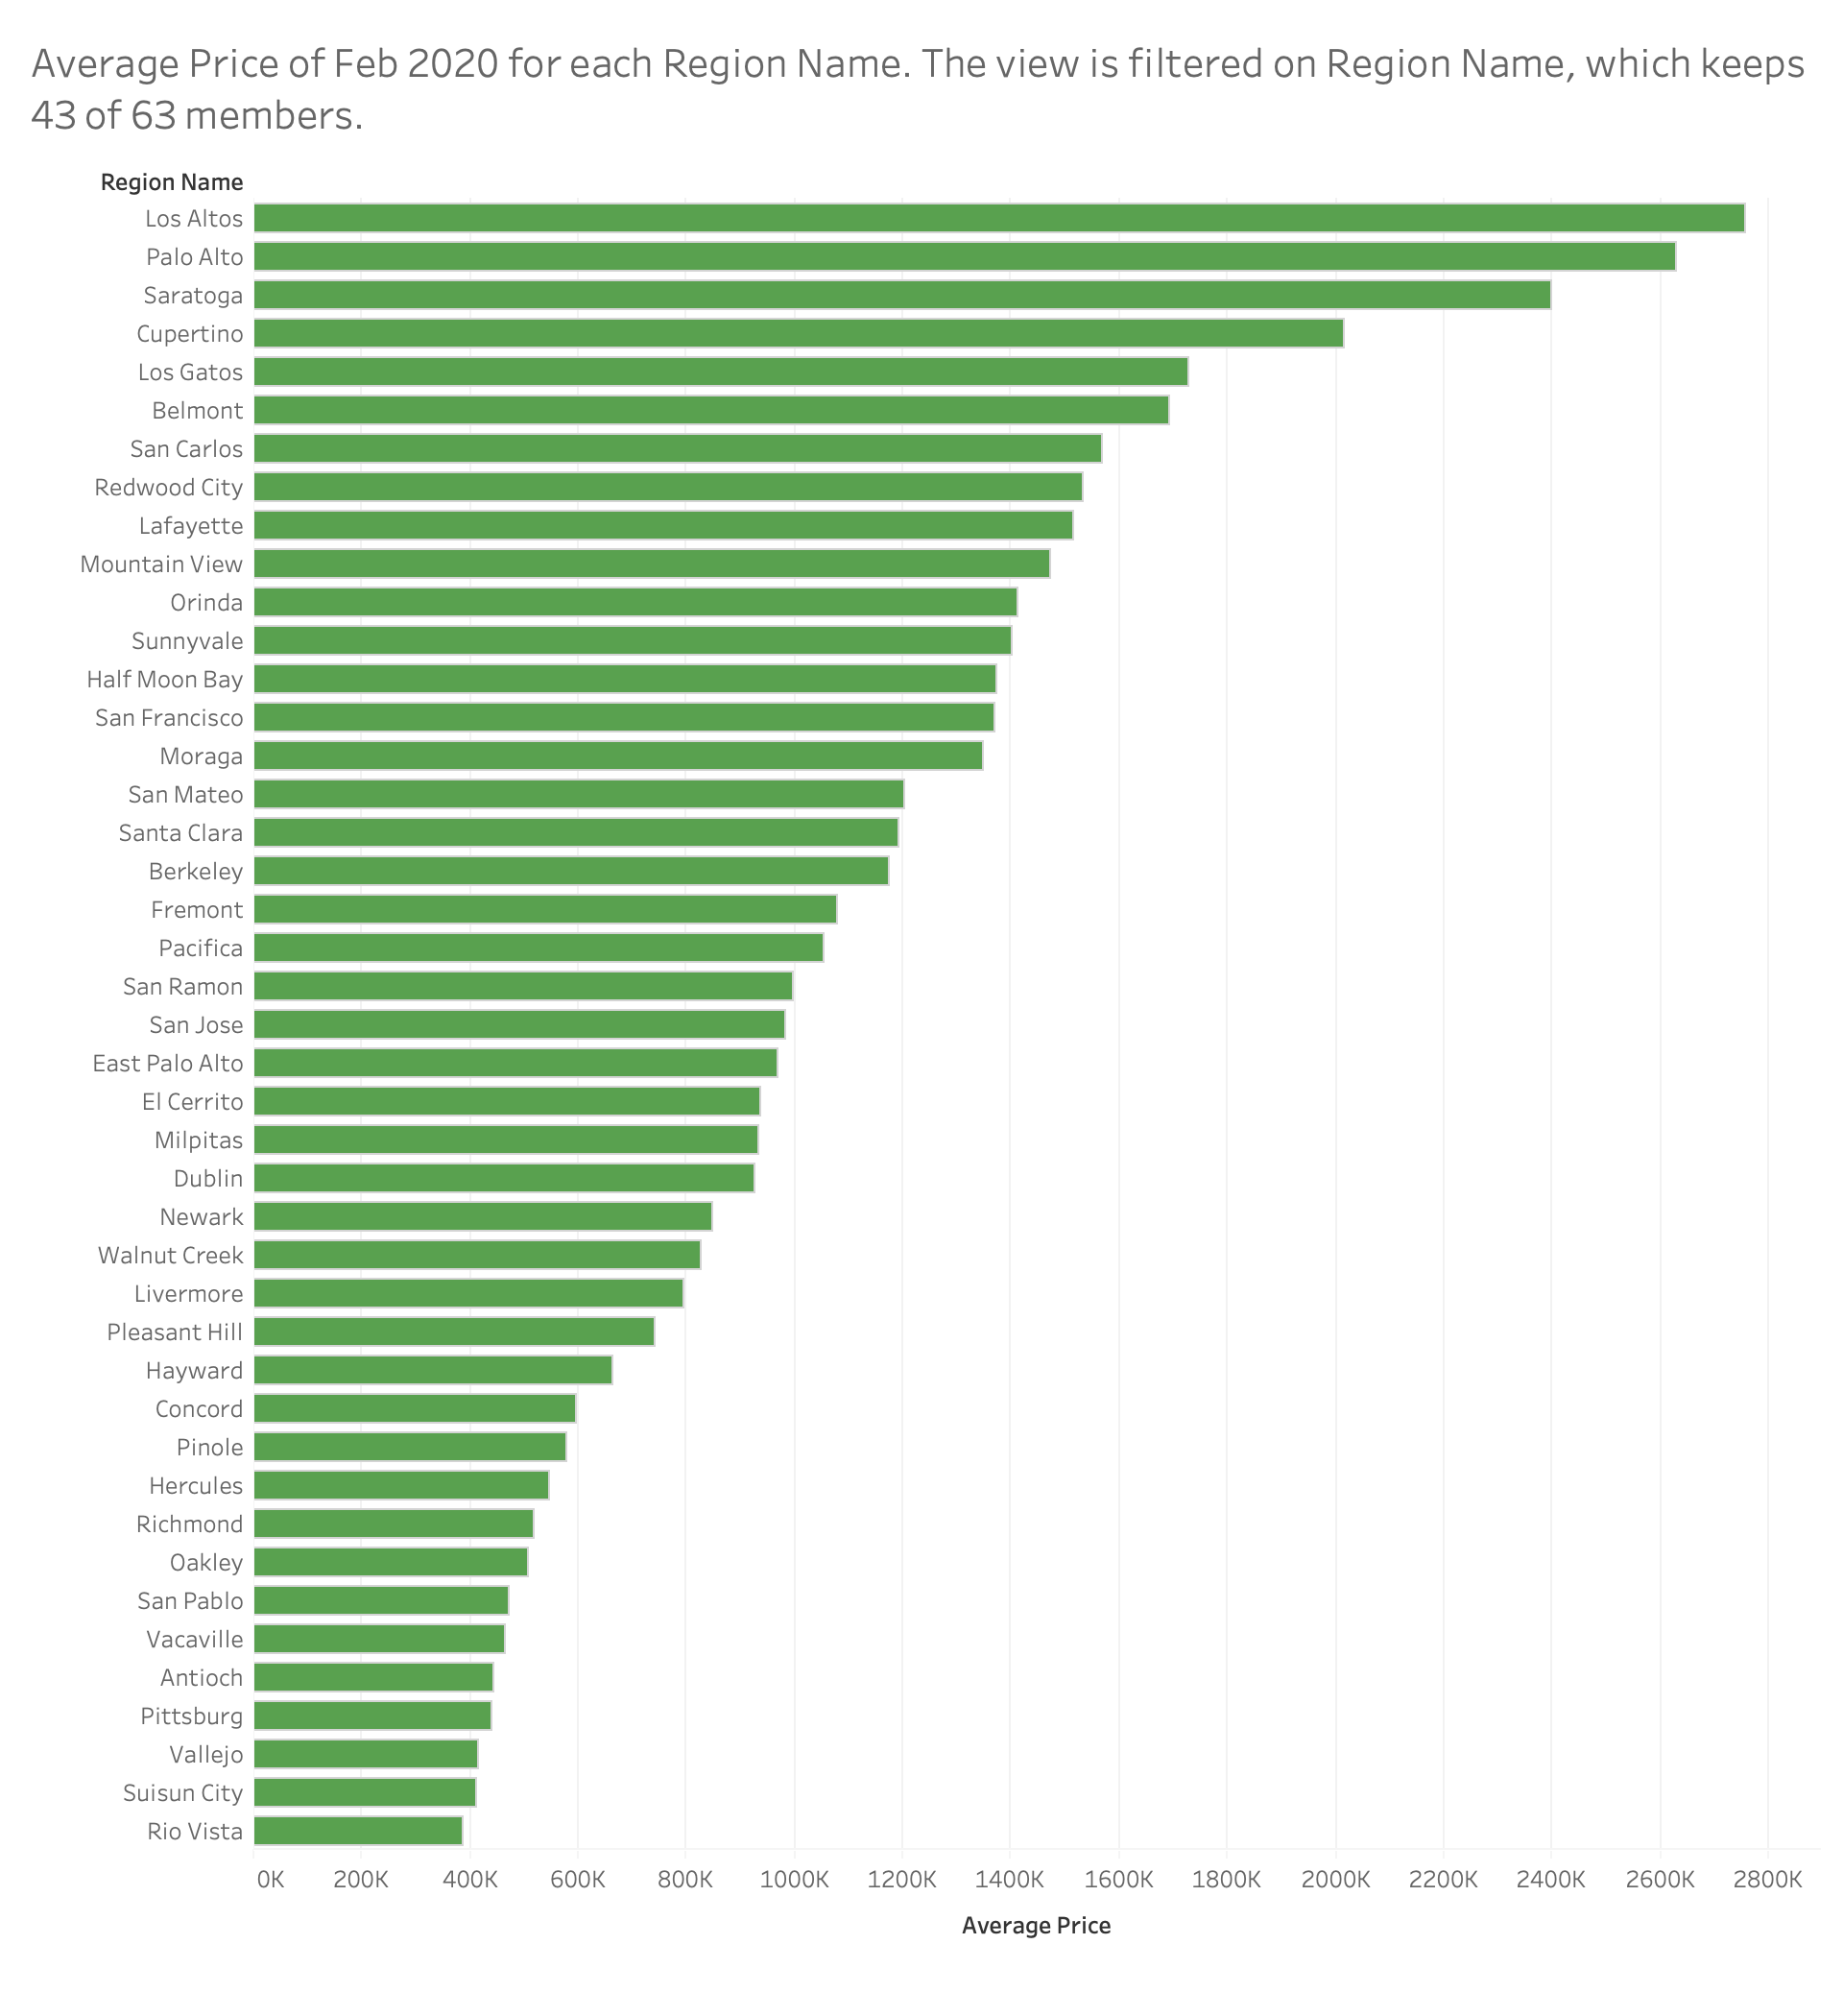 Average Price of Feb 2020 for each Region Name. The view is filtered on Region Name, which keeps
43 of 63 members.
Region Name
Los Altos
Palo Alto
Saratoga
Cupertino
Los Gatos
Belmont
San Carlos
Redwood City
Lafayette
Mountain View
Orinda
Sunnyvale
Half Moon Bay
San Francisco
Moraga
San Mateo
Santa Clara
Berkeley
Fremont
Pacifica
San Ramon
San Jose
East Palo Alto
El Cerrito
Milpitas
Dublin
Newark
Walnut Creek
Livermore
Pleasant Hill
Hayward
Concord
Pinole
Hercules
Richmond
Oakley
San Pablo
Vacaville
Antioch
Pittsburg
Vallejo
Suisun City
Rio Vista
0K 200K 400K 600K 800K 1000K 1200K 1400K 1600K 1800K 2000K 2200K 2400K 2600K 2800K
Average Price